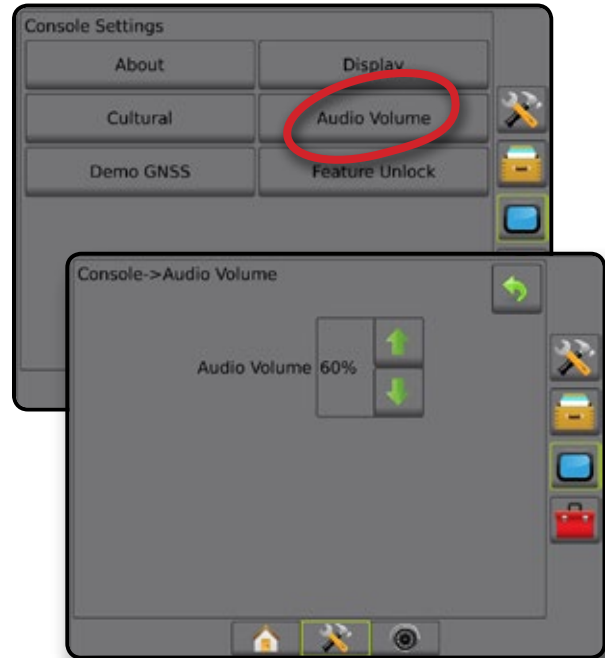 Console Settings
About
Display
Cultural
Audio Volume
Demo GNSS
Feature Unlock
Console->Audio Volume
Audio Volume 60%